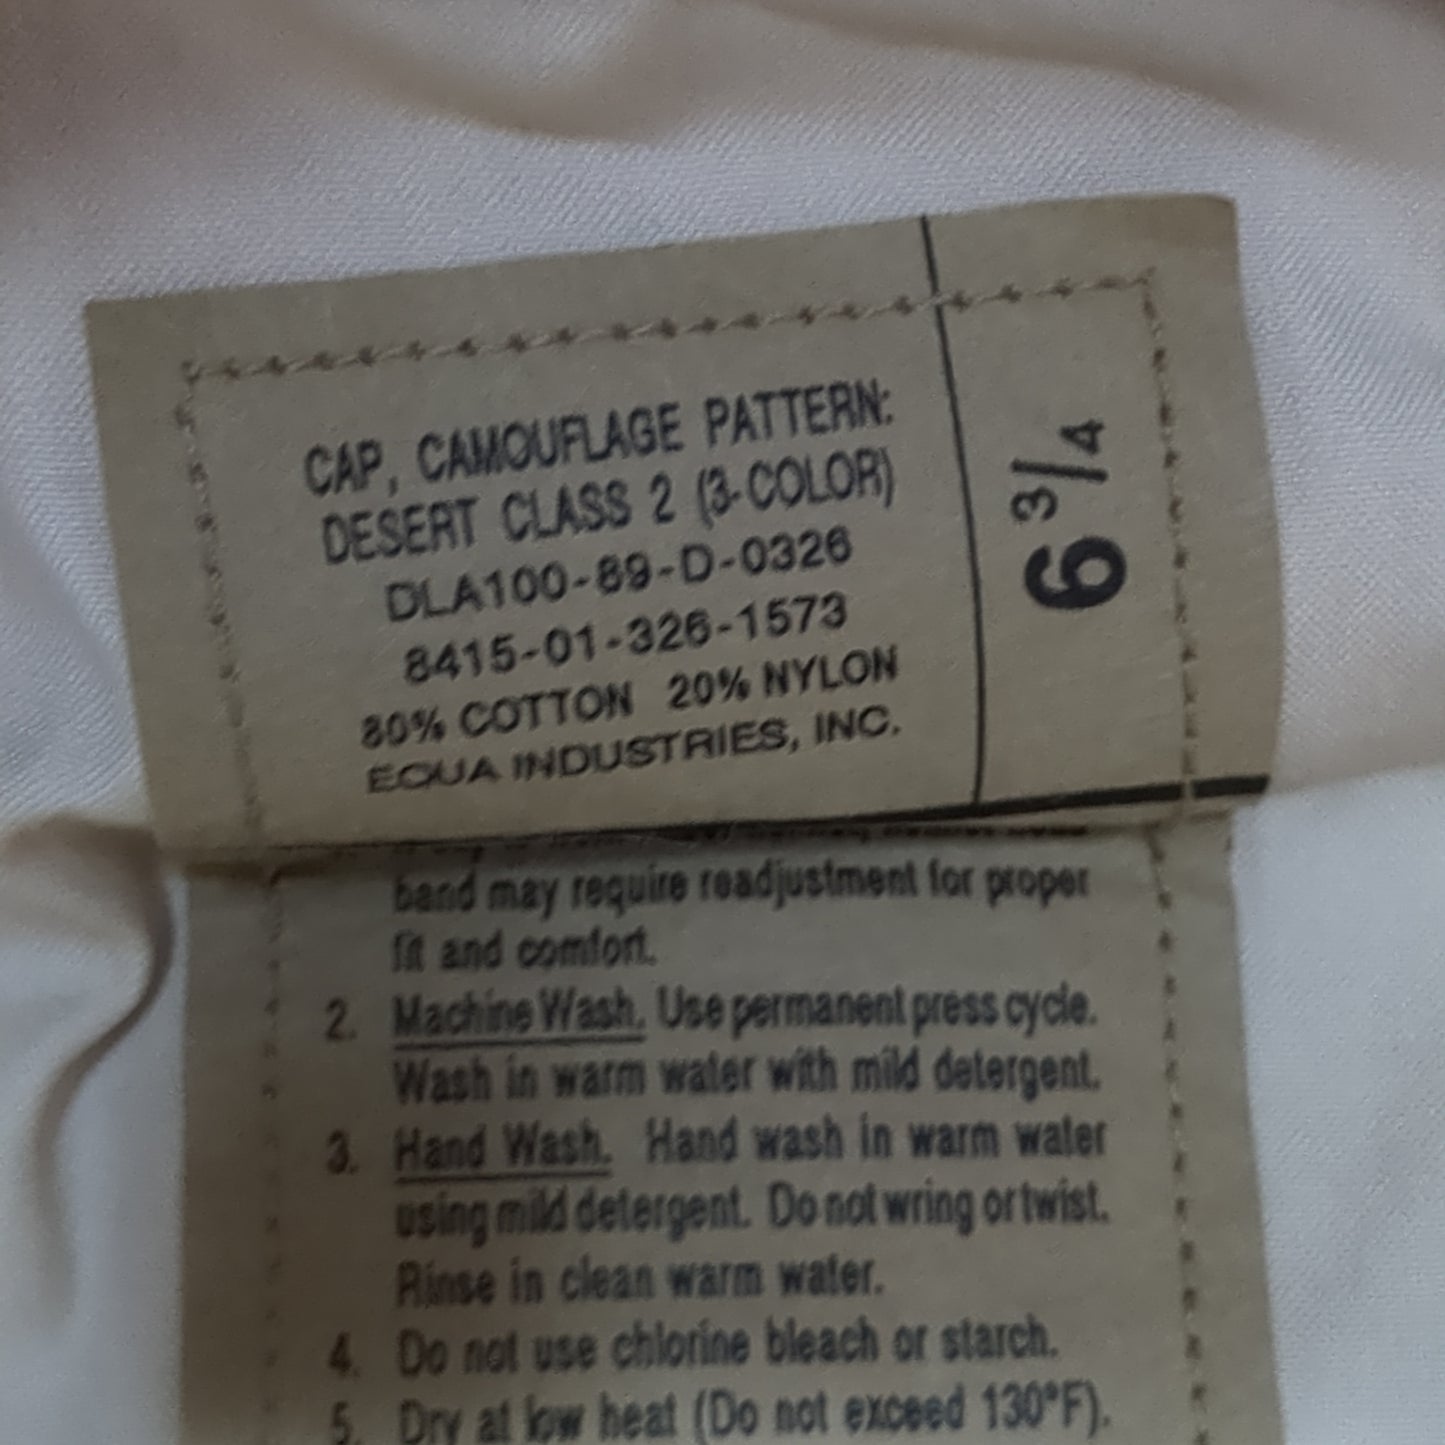 CAP, CAMOUFLAGE PATTERN:
DESERT CLASS 2 (3-COLOR)
DLA100-89-D-0326
8415-01-326-1573
80% COTTON 20% NYLON
EQUA INDUSTRIES, INC.
6 3/4
band may require readjustment for proper
fit and comfort.
2. Machine Wash. Use permanent press cycle.
Wash in warm water with mild detergent.
3. Hand Wash. Hand wash in warm water
using mild detergent. Do not wring or twist.
Rinse in clean warm water.
4. Do not use chlorine bleach or starch.
5. Dry at low heat (Do not exceed 130°F).